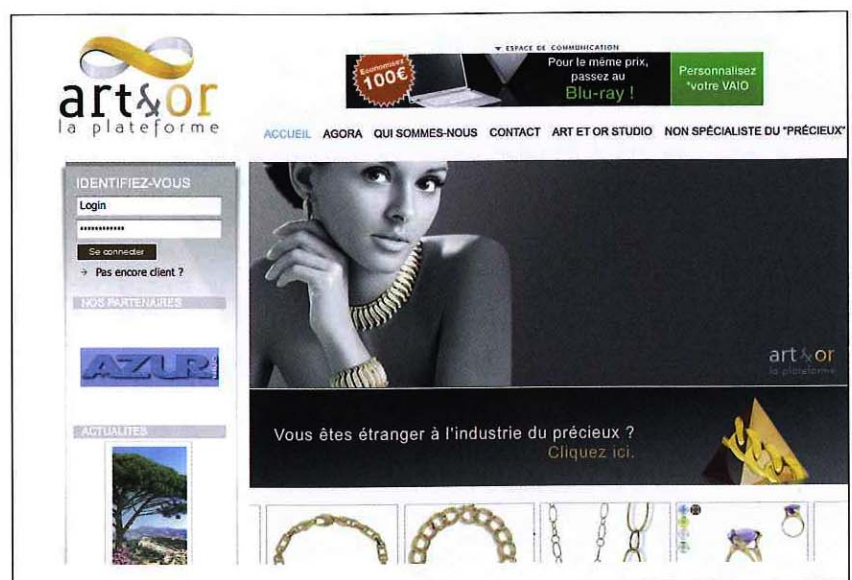 art&or
la plateforme
▼ ESPACE DE COMMUNICATION
Economisez
100€
Pour le même prix,
passez au
Blu-ray !
Personnalisez
*votre VAIO
ACCUEIL AGORA QUI SOMMES-NOUS CONTACT ART ET OR STUDIO NON SPÉCIALISTE DU "PRÉCIEUX"
IDENTIFIEZ-VOUS
Login
************
Se connecter
→ Pas encore client ?
NOS PARTENAIRES
AZUR
ACTUALITES
art&or
la plateforme
Vous êtes étranger à l'industrie du précieux ?
Cliquez ici.